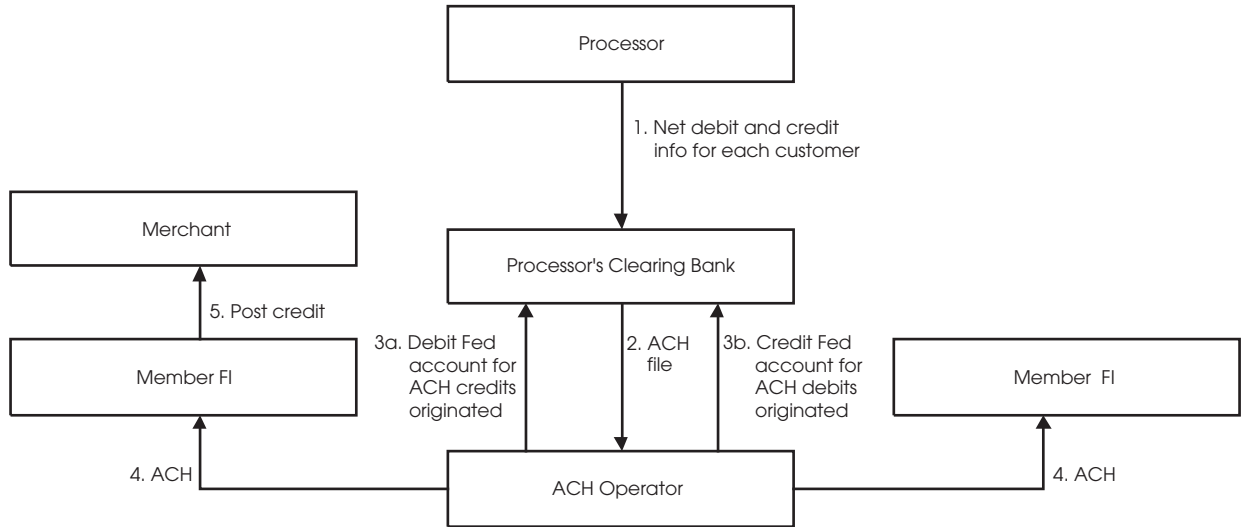 Processor
1. Net debit and credit
info for each customer
Merchant
Processor's Clearing Bank
5. Post credit
3a. Debit Fed
account for
ACH credits
originated
2. ACH
file
3b. Credit Fed
account for
ACH debits
originated
Member FI
Member FI
4. ACH
ACH Operator
4. ACH